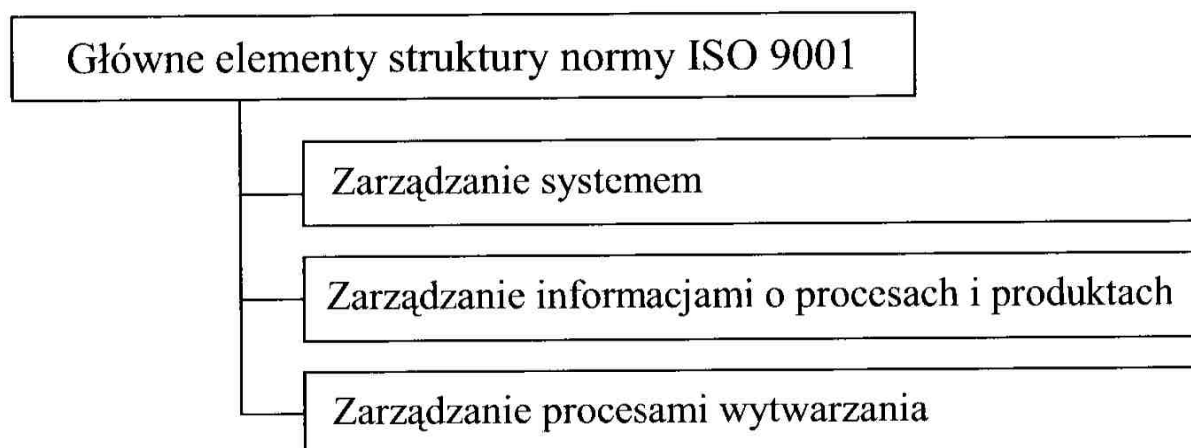 Główne elementy struktury normy ISO 9001
Zarządzanie systemem
Zarządzanie informacjami o procesach i produktach
Zarządzanie procesami wytwarzania